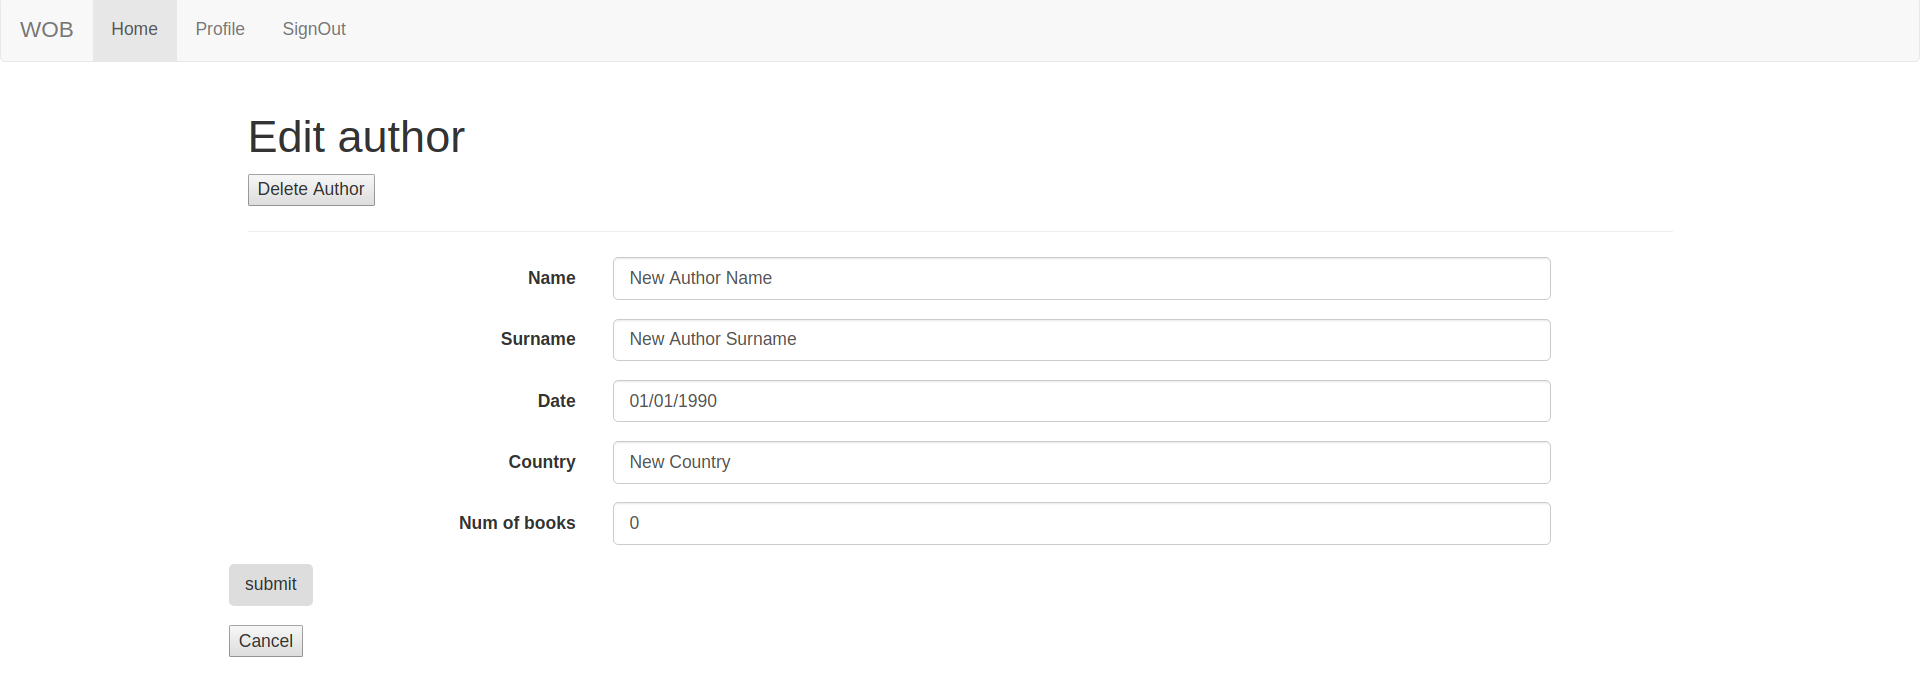 WOB Home Profile SignOut
Edit author
Delete Author
Name New Author Name
Surname New Author Surname
Date 01/01/1990
Country New Country
Num of books 0
submit
Cancel